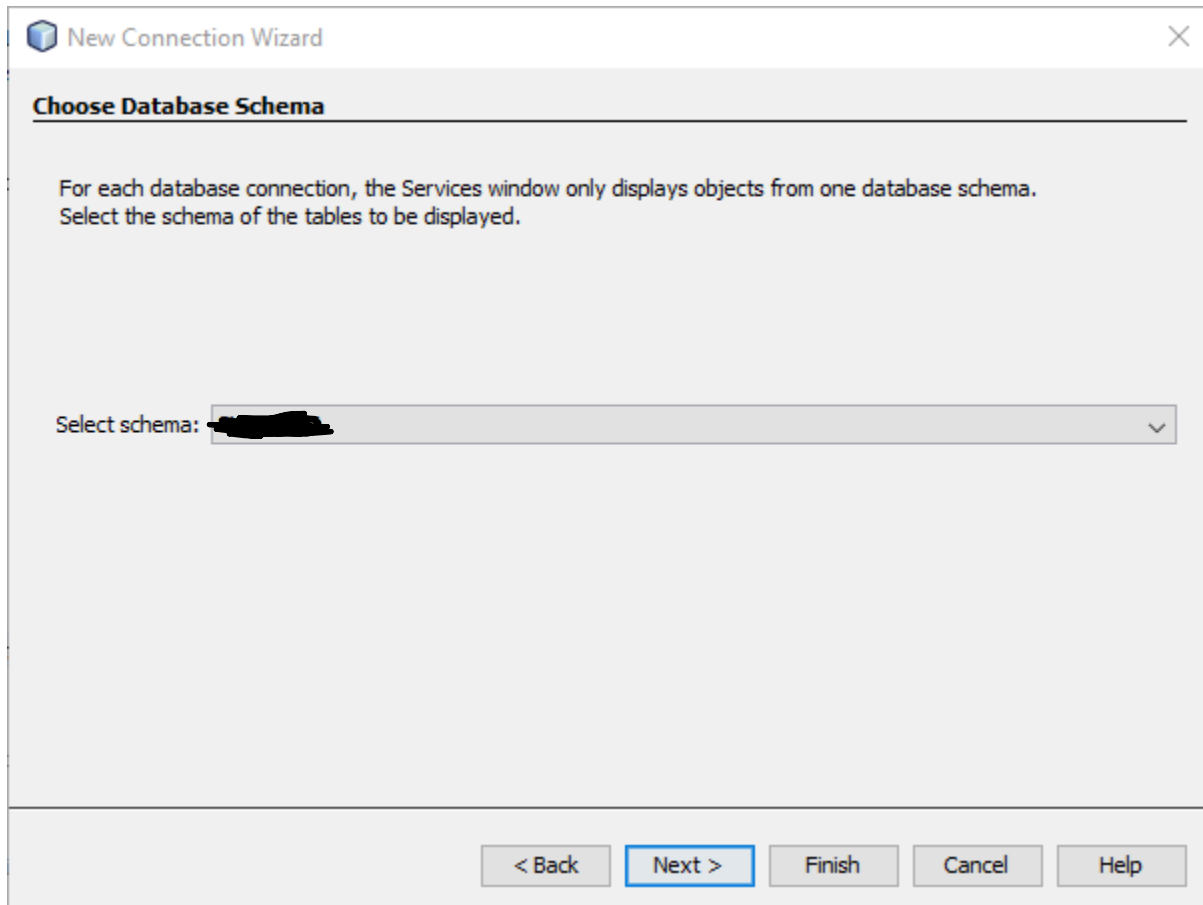 New Connection Wizard
Choose Database Schema
For each database connection, the Services window only displays objects from one database schema.
Select the schema of the tables to be displayed.
Select schema:
< Back Next > Finish Cancel Help